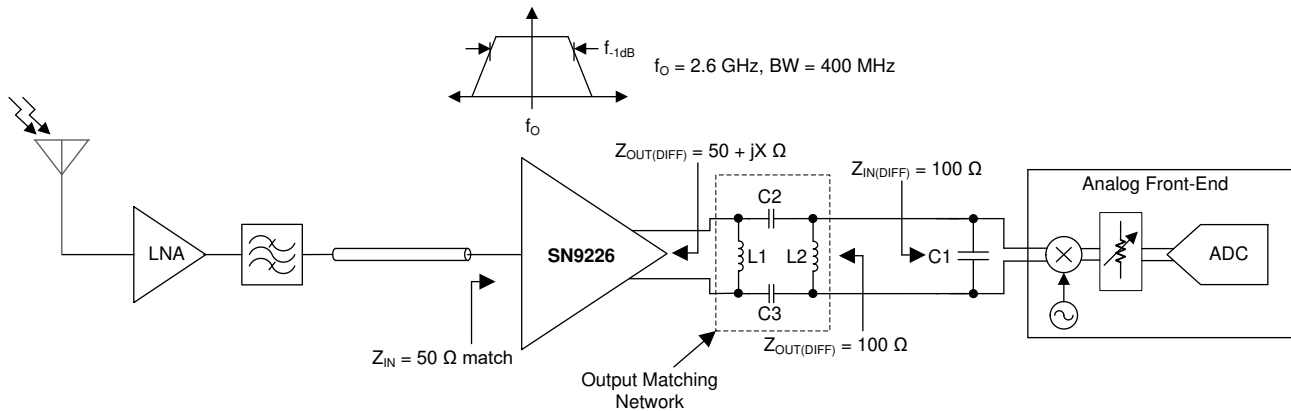 f-1dB
fO = 2.6 GHz, BW = 400 MHz
fO
ZOUT(DIFF) = 50 + jX Ω
ZIN(DIFF) = 100 Ω
Analog Front-End
LNA
SN9226
C2
L1
L2
C3
C1
ADC
ZIN = 50 Ω match
ZOUT(DIFF) = 100 Ω
Output Matching
Network